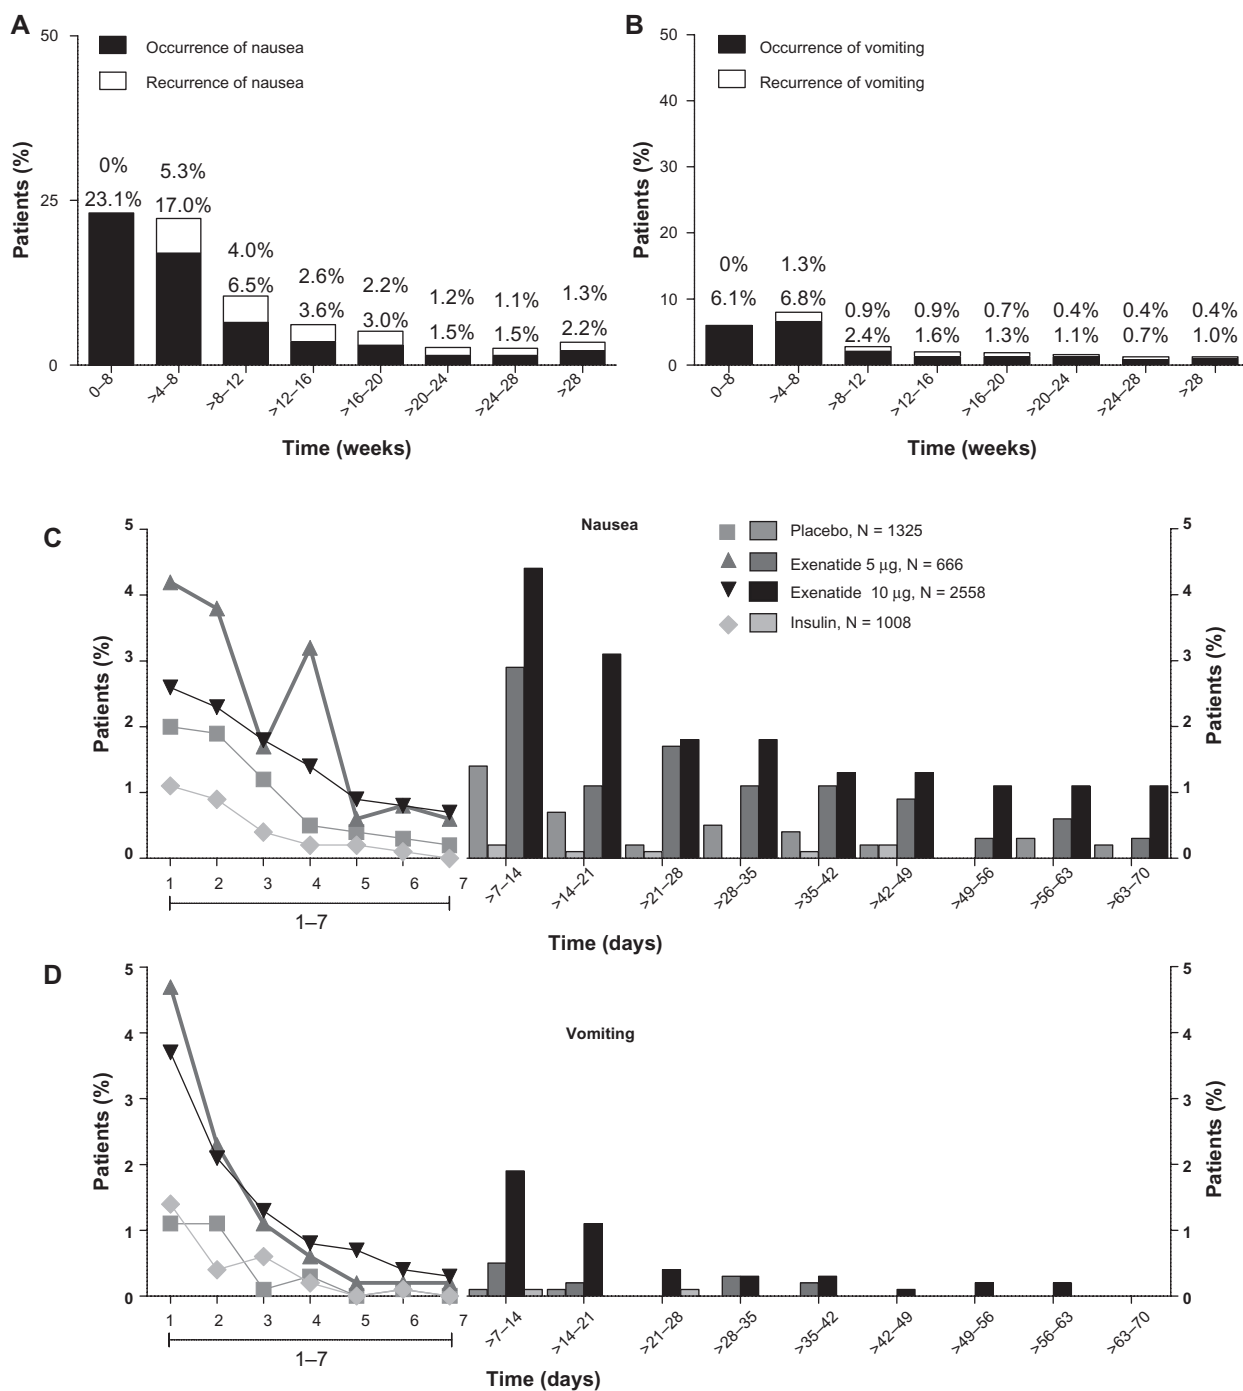 A
50
25
0
Patients (%)
Occurrence of nausea
Recurrence of nausea
0% 5.3% 4.0% 2.6% 2.2% 1.2% 1.1% 1.3%
23.1% 17.0% 6.5% 3.6% 3.0% 1.5% 1.5% 2.2%
0–8 >4–8 >8–12 >12–16 >16–20 >20–24 >24–28 >28
Time (weeks)
B
50
40
30
20
10
0
Patients (%)
Occurrence of vomiting
Recurrence of vomiting
0% 1.3% 0.9% 0.9% 0.7% 0.4% 0.4% 0.4%
6.1% 6.8% 2.4% 1.6% 1.3% 1.1% 0.7% 1.0%
0–8 >4–8 >8–12 >12–16 >16–20 >20–24 >24–28 >28
Time (weeks)
C
Nausea
Placebo, N = 1325
Exenatide 5 μg, N = 666
Exenatide 10 μg, N = 2558
Insulin, N = 1008
5
4
3
2
1
0
Patients (%)
5
4
3
2
1
0
Patients (%)
1 2 3 4 5 6 7 >7–14 >14–21 >21–28 >28–35 >35–42 >42–49 >49–56 >56–63 >63–70
1–7
Time (days)
D
Vomiting
5
4
3
2
1
0
Patients (%)
5
4
3
2
1
0
Patients (%)
1 2 3 4 5 6 7 >7–14 >14–21 >21–28 >28–35 >35–42 >42–49 >49–56 >56–63 >63–70
1–7
Time (days)